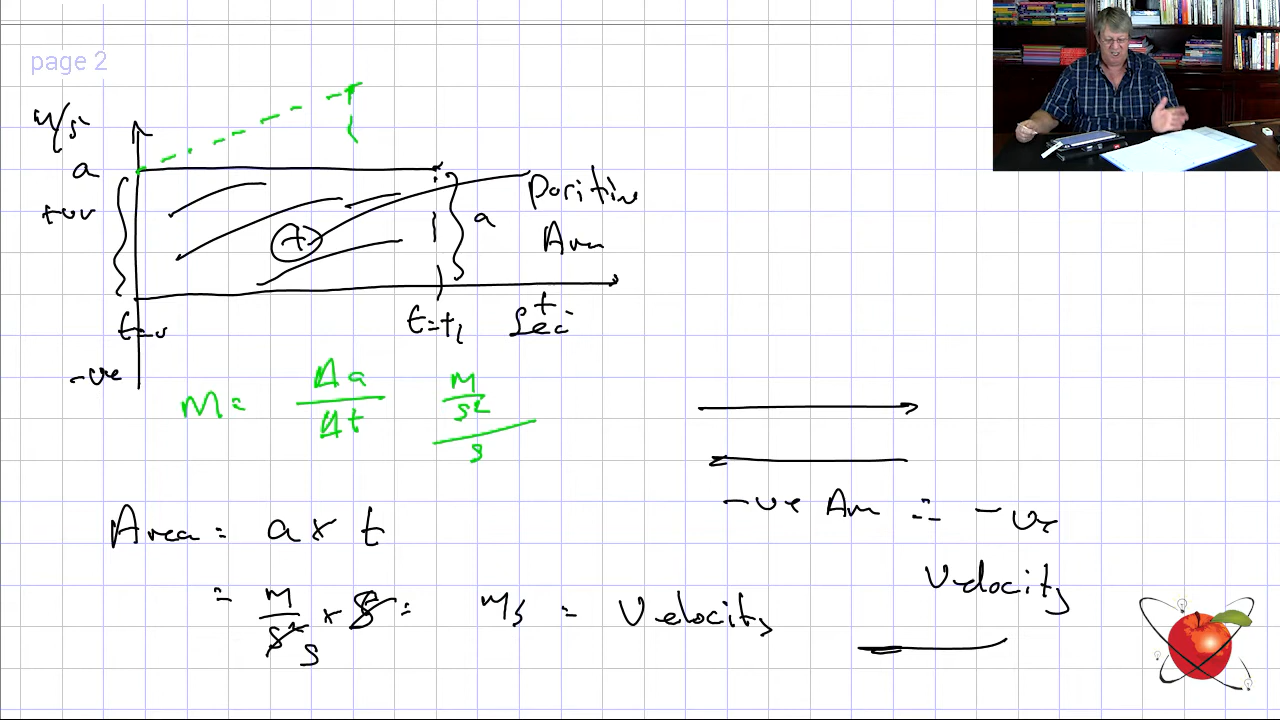 page 2
m/s²
a
+ve
+
a
Positive
Area
t=0
t=t1
t
Sec
-ve
M= Δa/Δt m/s²/s
-ve Area ∴ -ve
Velocity
Area = a x t
= m/s² x s = m/s = Velocity